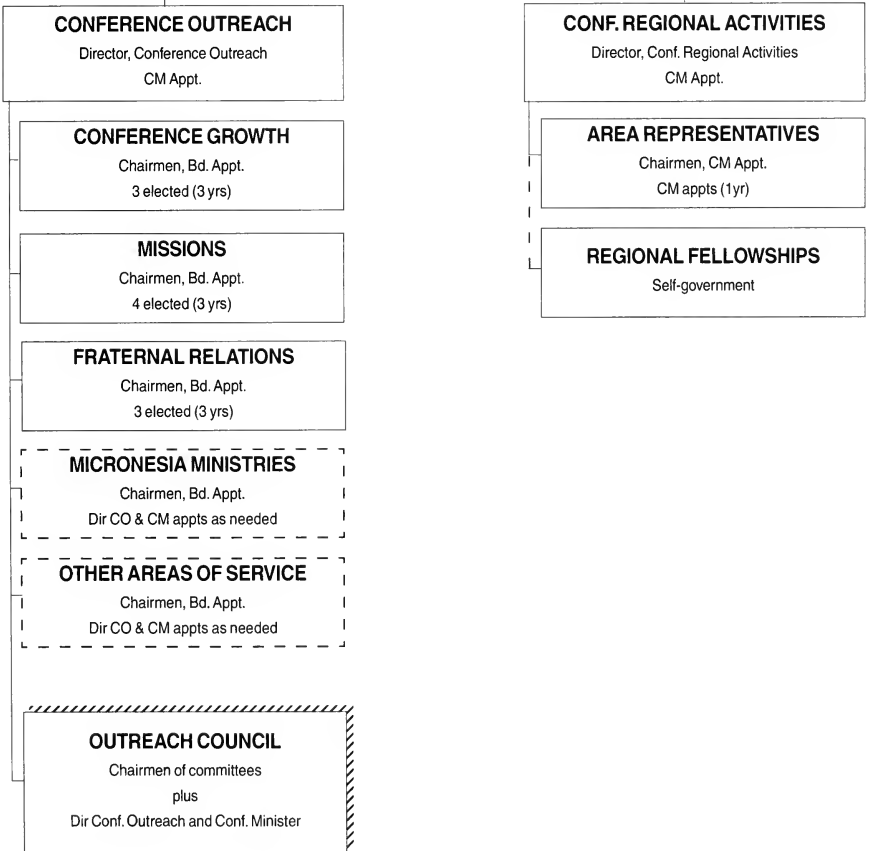 CONFERENCE OUTREACH
Director, Conference Outreach
CM Appt.
CONFERENCE GROWTH
Chairmen, Bd. Appt.
3 elected (3 yrs)
MISSIONS
Chairmen, Bd. Appt.
4 elected (3 yrs)
FRATERNAL RELATIONS
Chairmen, Bd. Appt.
3 elected (3 yrs)
MICRONESIA MINISTRIES
Chairmen, Bd. Appt.
Dir CO & CM appts as needed
OTHER AREAS OF SERVICE
Chairmen, Bd. Appt.
Dir CO & CM appts as needed
OUTREACH COUNCIL
Chairmen of committees
plus
Dir Conf. Outreach and Conf. Minister
CONF. REGIONAL ACTIVITIES
Director, Conf. Regional Activities
CM Appt.
AREA REPRESENTATIVES
Chairmen, CM Appt.
CM appts (1yr)
REGIONAL FELLOWSHIPS
Self-government